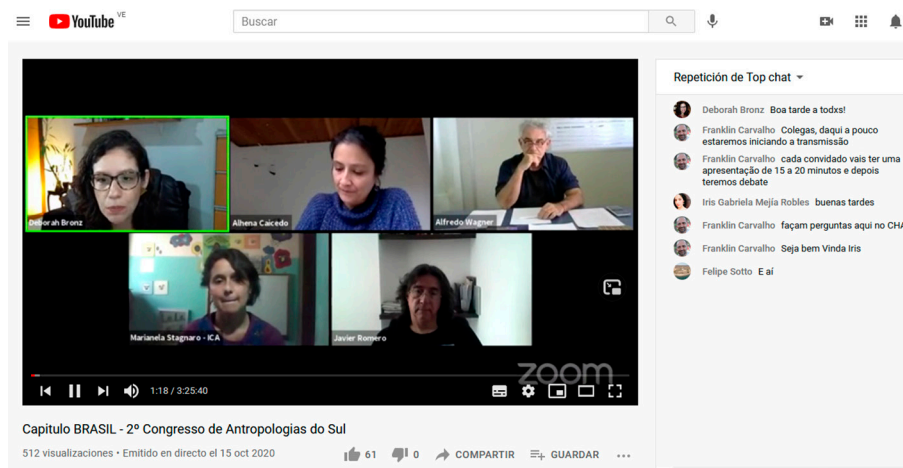 YouTube VE
Buscar
Repetición de Top chat
Deborah Bronz Boa tarde a todxs!
Franklin Carvalho Colegas, daqui a pouco
estaremos iniciando a transmissão
Franklin Carvalho cada convidado vais ter uma
apresentação de 15 a 20 minutos e depois
teremos debate
Iris Gabriela Mejía Robles buenas tardes
Franklin Carvalho façam perguntas aqui no CHA
Franklin Carvalho Seja bem Vinda Iris
Felipe Sotto E aí
Deborah Bronz
Alhena Caicedo
Alfredo Wagner
Marianela Stagnaro - ICA
Javier Romero
zoom
1:18 / 3:25:40
Capitulo BRASIL - 2º Congresso de Antropologias do Sul
512 visualizaciones • Emitido en directo el 15 oct 2020
61
0
COMPARTIR
GUARDAR